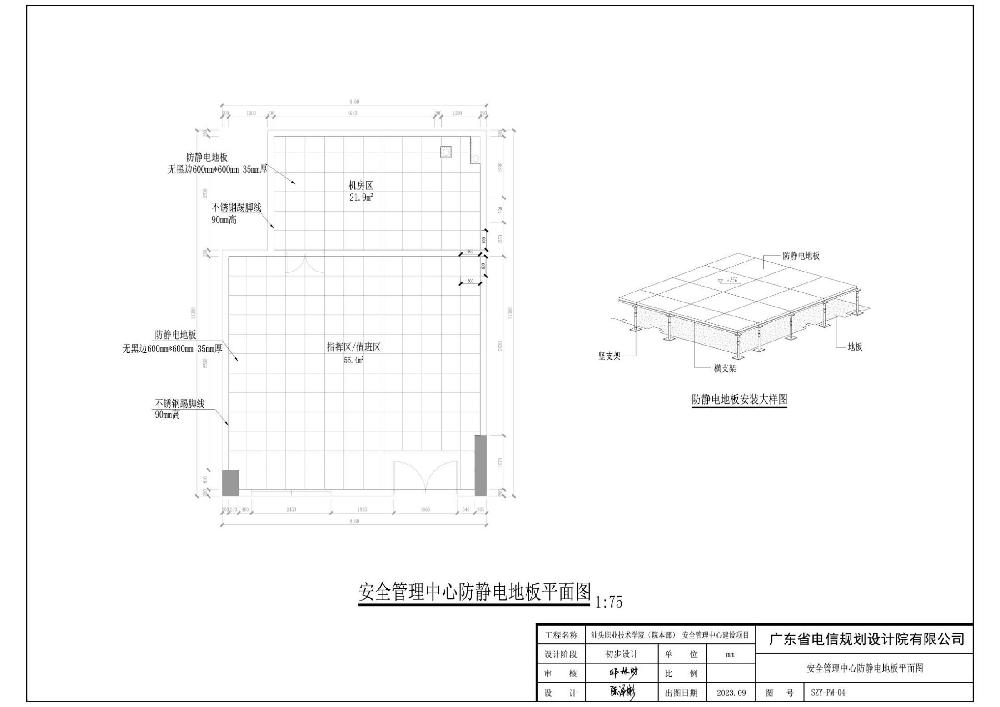 8160
200 1200 200 4960 200 1200 200
200
3500
200
6590
610
200
11300
200
1890
760
1050
5530
1670
200
11300
防静电地板
无黑边600mm*600mm 35mm厚
机房区
21.9m²
不锈钢踢脚线
90mm高
600
600
600
600
防静电地板
无黑边600mm*600mm 35mm厚
指挥区/值班区
55.4m²
不锈钢踢脚线
90mm高
200 310 400 2450 1935 1960 540 365
8160
防静电地板
+250
地板
竖支架
横支架
防静电地板安装大样图
安全管理中心防静电地板平面图 1:75
工程名称 汕头职业技术学院（院本部） 安全管理中心建设项目
广东省电信规划设计院有限公司
设计阶段 初步设计 单 位 mm
安全管理中心防静电地板平面图
审 核 邱林财 比 例
设 计 陈泽彬 出图日期 2023.09 图 号 SZY-PM-04